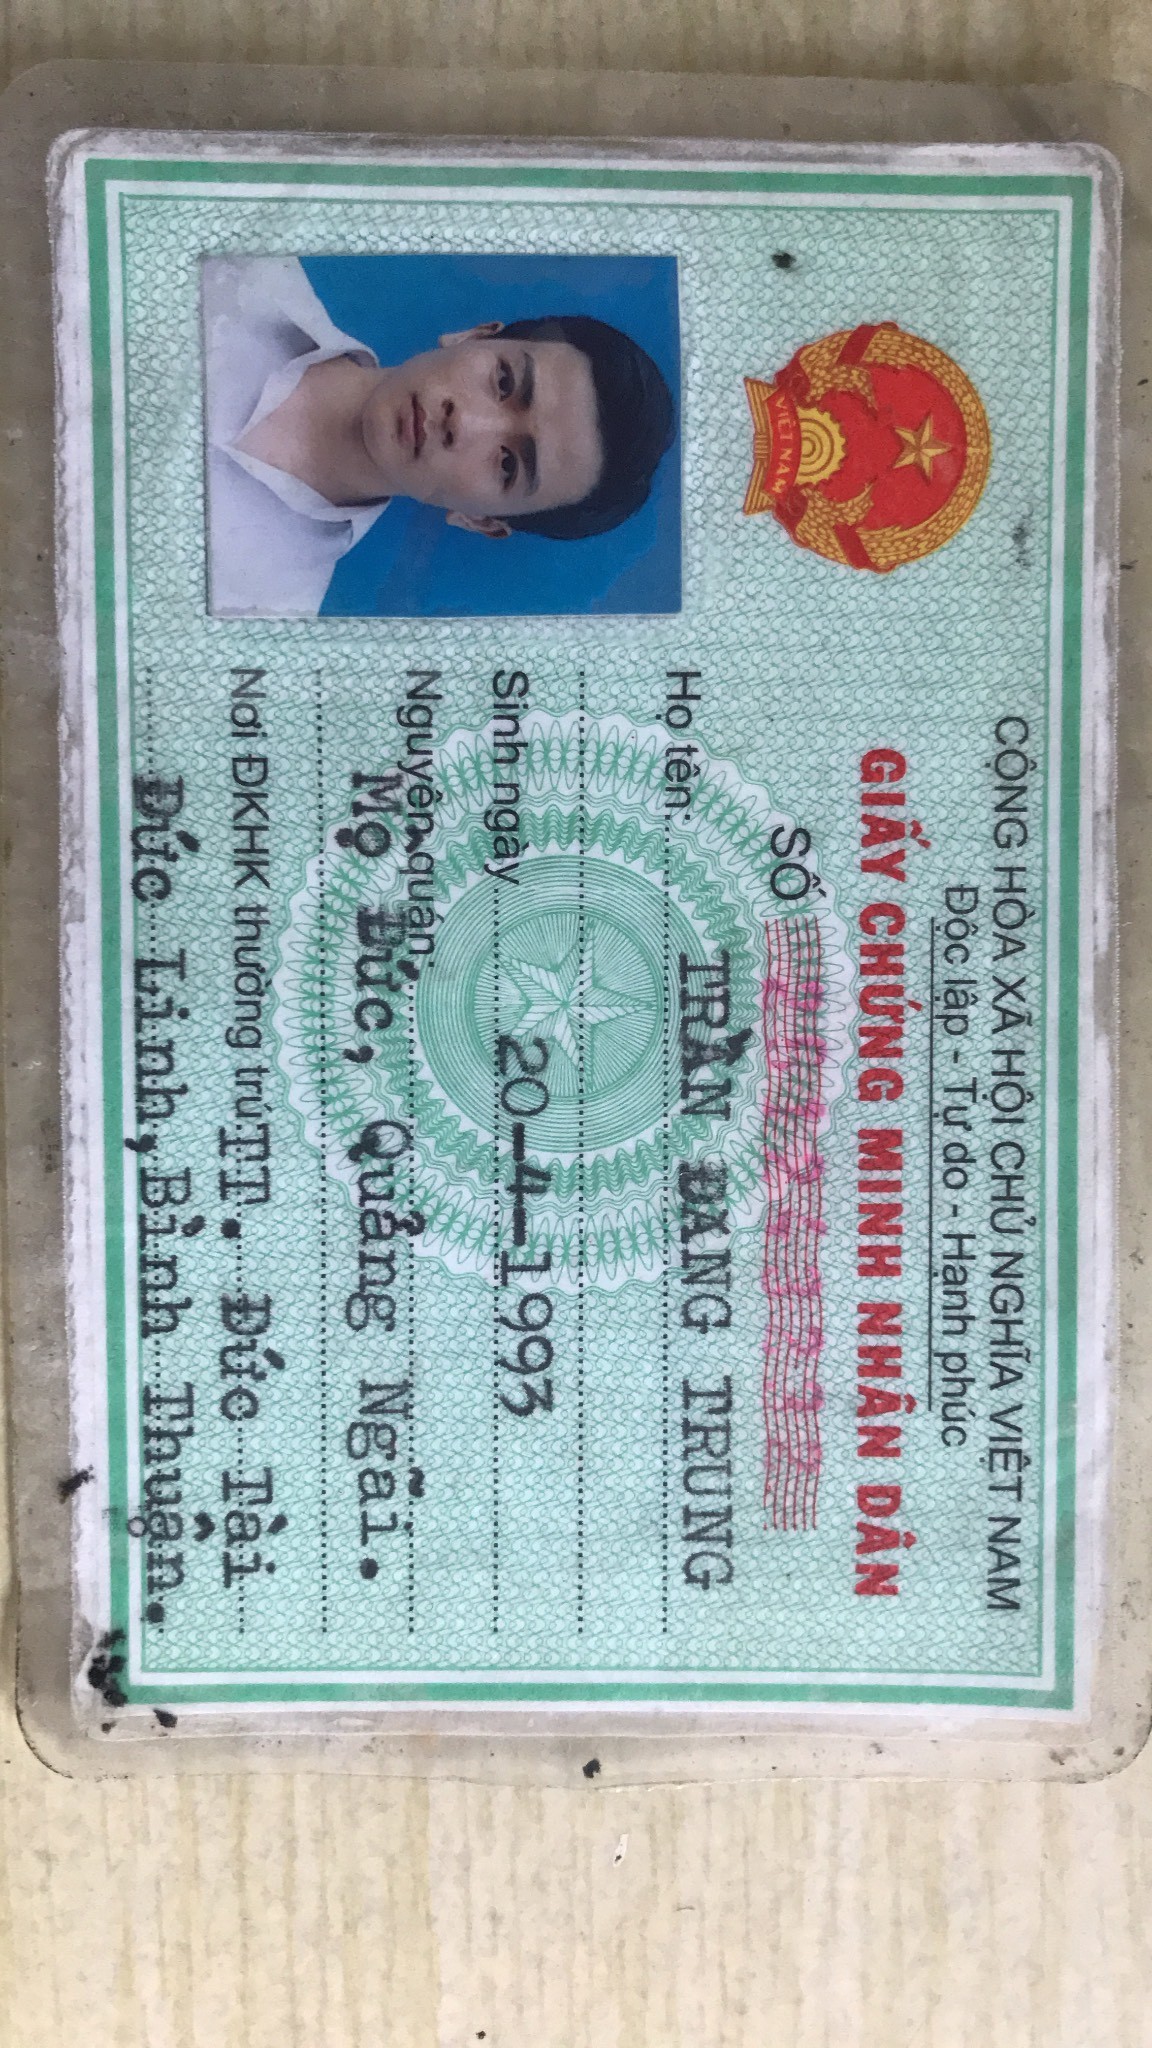 CỘNG HÒA XÃ HỘI CHỦ NGHĨA VIỆT NAM
Độc lập - Tự do - Hạnh phúc
GIẤY CHỨNG MINH NHÂN DÂN
SỐ
VIỆT NAM
Họ tên: TRẦN ĐANG TRUNG
Sinh ngày 20-4-1993
Nguyên quán
Mộ Đức, Quảng Ngãi.
Nơi ĐKHK thường trú TT. Đức Tài
Đức Linh, Bình Thuận.